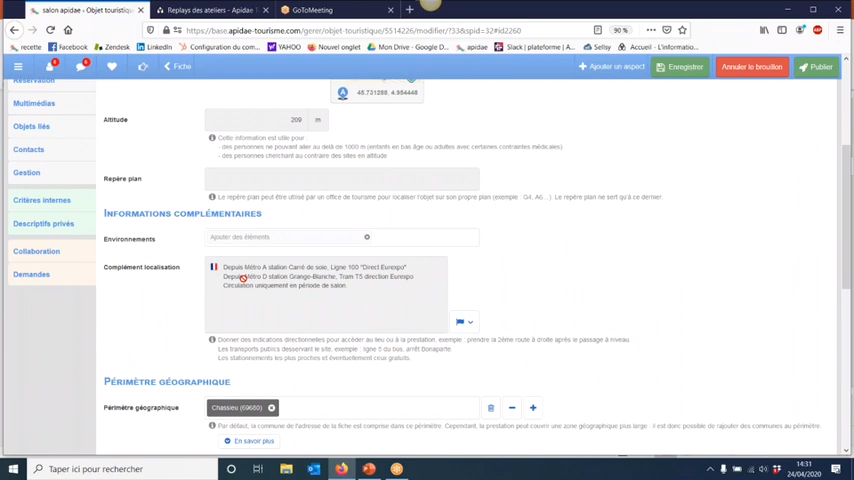 salon apidae ‹ Objet touristique
Replays des ateliers - Apidae T
GoToMeeting
https://base.apidae-tourisme.com/gerer/objet-touristique/5514226/modifier/?33&spid=32#id2260
90 %
recette
Facebook
Zendesk
LinkedIn
Configuration du com...
YAHOO
Nouvel onglet
Mon Drive - Google D...
apidae
Slack | plateforme | A...
Sellsy
Accueil - L'informatio...
Fiche
Ajouter un aspect
Enregistrer
Annuler le brouillon
Publier
Réservation
Multimédias
Objets liés
Contacts
Gestion
Critères internes
Descriptifs privés
Collaboration
Demandes
45.731288, 4.954448
Altitude
209 m
Cette information est utile pour :
- des personnes ne pouvant aller au delà de 1000 m (enfants en bas âge ou adultes avec certaines contraintes médicales)
- des personnes cherchant au contraire des sites en altitude
Repère plan
Le repère plan peut être utilisé par un office de tourisme pour localiser l'objet sur son propre plan (exemple : G4, A6...). Le repère plan ne sert qu'à ce dernier.
INFORMATIONS COMPLÉMENTAIRES
Environnements
Ajouter des éléments
Complément localisation
Depuis Métro A station Carré de soie, Ligne 100 "Direct Eurexpo"
Depuis Métro D station Grange-Blanche, Tram T5 direction Eurexpo
Circulation uniquement en période de salon.
Donner des indications directionnelles pour accéder au lieu ou à la prestation, exemple : prendre la 2ème route à droite après le passage à niveau.
Les transports publics desservant le site, exemple : ligne 5 du bus, arrêt Bonaparte.
Les stationnements les plus proches et éventuellement ceux gratuits.
PÉRIMÈTRE GÉOGRAPHIQUE
Périmètre géographique
Chassieu (69680)
Par défaut, la commune de l'adresse de la fiche est comprise dans ce périmètre. Cependant, la prestation peut couvrir une zone géographique plus large : il est donc possible de rajouter des communes au périmètre.
En savoir plus
Taper ici pour rechercher
14:31
24/04/2020